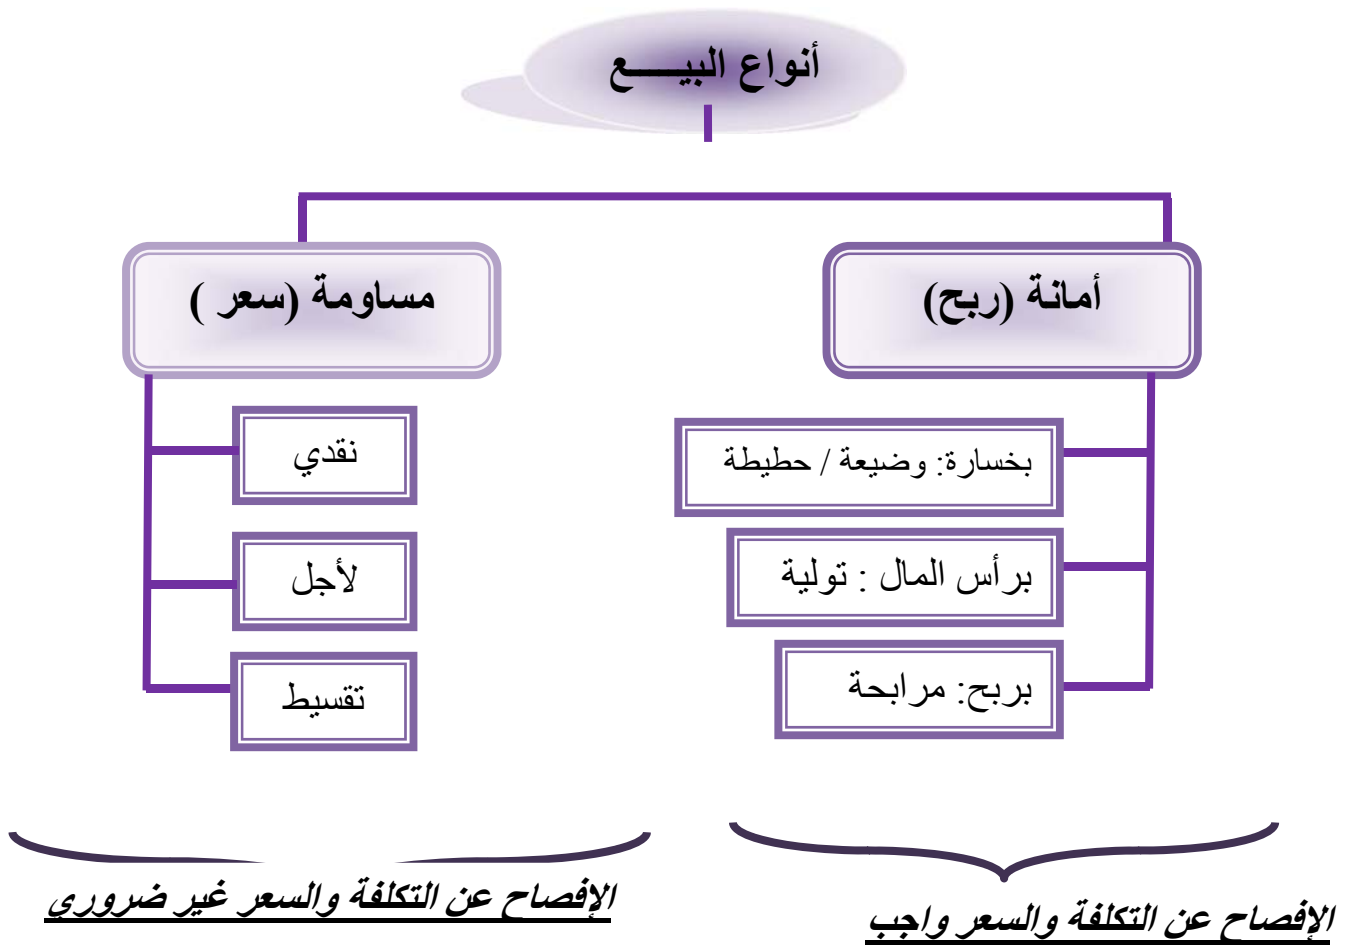 أنواع البيـــــع
أمانة (ربح)
بخسارة: وضيعة / حطيطة
برأس المال : تولية
بربح: مرابحة
الإفصاح عن التكلفة والسعر واجب
مساومة (سعر )
نقدي
لأجل
تقسيط
الإفصاح عن التكلفة والسعر غير ضروري